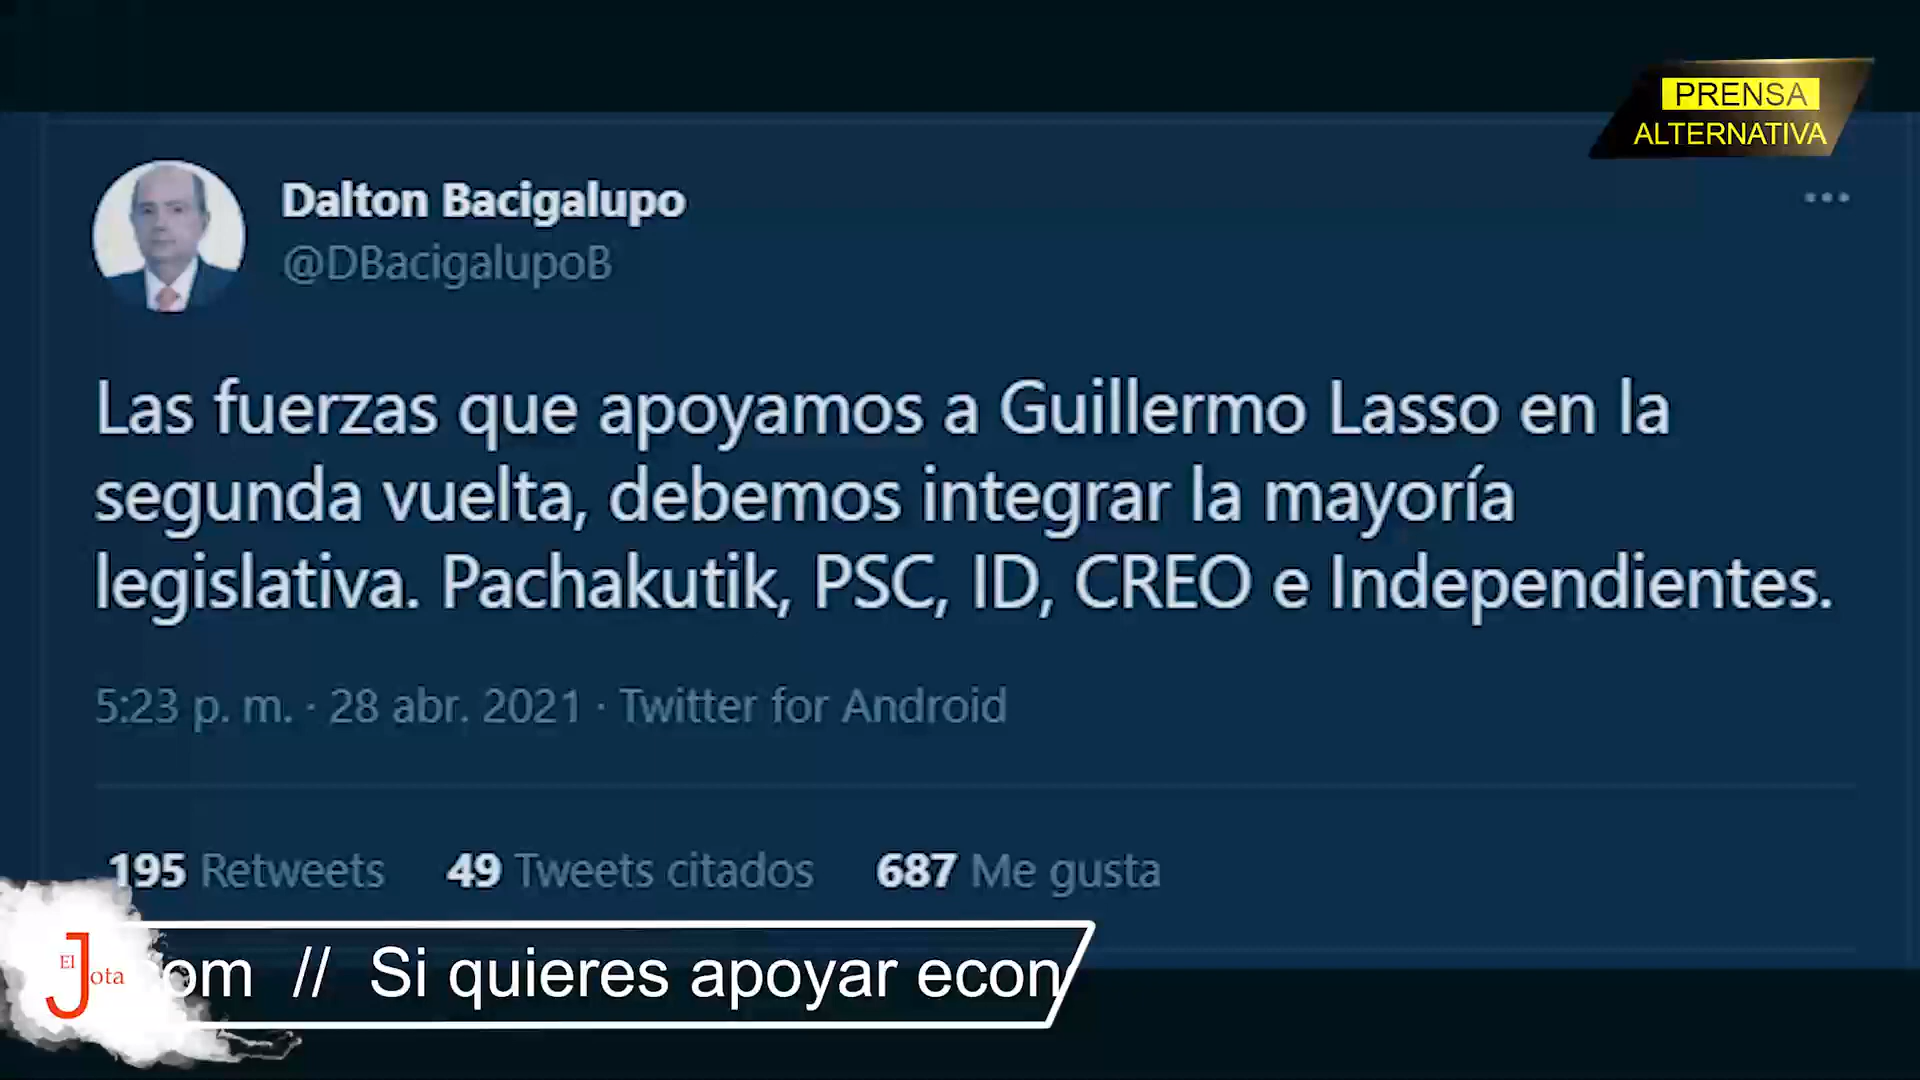 PRENSA
ALTERNATIVA
Dalton Bacigalupo
@DBacigalupoB
Las fuerzas que apoyamos a Guillermo Lasso en la
segunda vuelta, debemos integrar la mayoría
legislativa. Pachakutik, PSC, ID, CREO e Independientes.
5:23 p. m. · 28 abr. 2021 · Twitter for Android
195 Retweets 49 Tweets citados 687 Me gusta
El Jota
om // Si quieres apoyar econ